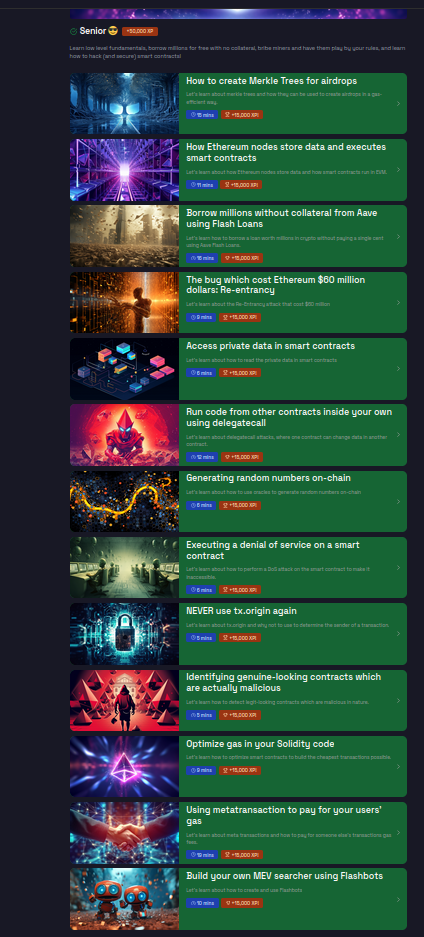 Senior 😎 +50,000 XP
Learn low level fundamentals, borrow millions for free with no collateral, bribe miners and have them play by your rules, and learn
how to hack (and secure) smart contracts!
How to create Merkle Trees for airdrops
Let's learn about merkle trees and how they can be used to create airdrops in a gas-
efficient way.
15 mins +15,000 XP!
How Ethereum nodes store data and executes
smart contracts
Let's learn about how Ethereum nodes store data and how smart contracts run in EVM.
11 mins +15,000 XP!
Borrow millions without collateral from Aave
using Flash Loans
Let's learn how to borrow a loan worth millions in crypto without paying a single cent
using Aave Flash Loans.
16 mins +15,000 XP!
The bug which cost Ethereum $60 million
dollars: Re-entrancy
Let's learn about the Re-Entrancy attack that cost $60 million
9 mins +15,000 XP!
Access private data in smart contracts
Let's learn about how to read the private data in smart contracts
6 mins +15,000 XP!
Run code from other contracts inside your own
using delegatecall
Let's learn about delegatecall attacks, where one contract can change data in another
contract.
12 mins +15,000 XP!
Generating random numbers on-chain
Let's learn about how to use oracles to generate random numbers on-chain
6 mins +15,000 XP!
Executing a denial of service on a smart
contract
Let's learn about how to perform a DoS attack on the smart contract to make it
inaccessible.
6 mins +15,000 XP!
NEVER use tx.origin again
Let's learn about tx.origin and why not to use to determine the sender of a transaction.
5 mins +15,000 XP!
Identifying genuine-looking contracts which
are actually malicious
Let's learn how to detect legit-looking contracts which are malicious in nature.
5 mins +15,000 XP!
Optimize gas in your Solidity code
Let's learn how to optimize smart contracts to build the cheapest transactions possible.
9 mins +15,000 XP!
Using metatransaction to pay for your users'
gas
Let's learn about meta transactions and how to pay for someone else's transactions gas
fees.
19 mins +15,000 XP!
Build your own MEV searcher using Flashbots
Let's learn about how to create and use Flashbots
10 mins +15,000 XP!